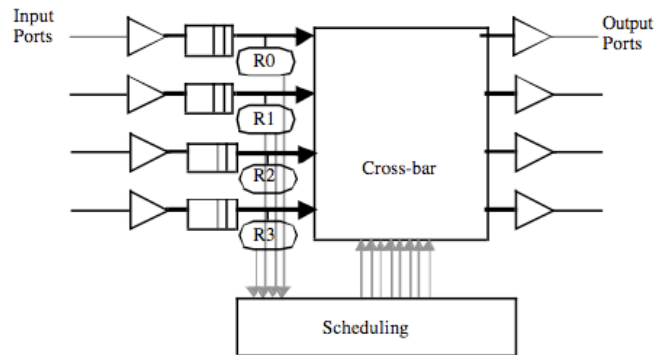 Input
Ports
Output
Ports
R0
R1
R2
R3
Cross-bar
Scheduling